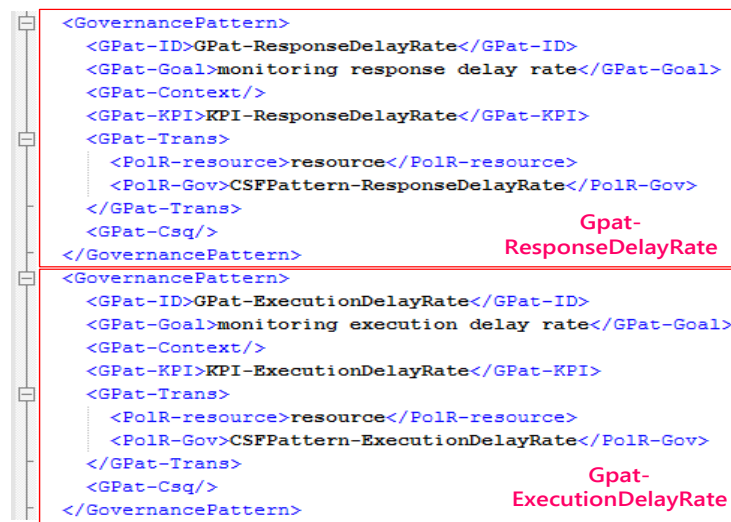 <GovernancePattern>
<GPat-ID>GPat-ResponseDelayRate</GPat-ID>
<GPat-Goal>monitoring response delay rate</GPat-Goal>
<GPat-Context/>
<GPat-KPI>KPI-ResponseDelayRate</GPat-KPI>
<GPat-Trans>
<PolR-resource>resource</PolR-resource>
<PolR-Gov>CSFPattern-ResponseDelayRate</PolR-Gov>
</GPat-Trans>
<GPat-Csq/>
</GovernancePattern>
Gpat-
ResponseDelayRate
<GovernancePattern>
<GPat-ID>GPat-ExecutionDelayRate</GPat-ID>
<GPat-Goal>monitoring execution delay rate</GPat-Goal>
<GPat-Context/>
<GPat-KPI>KPI-ExecutionDelayRate</GPat-KPI>
<GPat-Trans>
<PolR-resource>resource</PolR-resource>
<PolR-Gov>CSFPattern-ExecutionDelayRate</PolR-Gov>
</GPat-Trans>
<GPat-Csq/>
</GovernancePattern>
Gpat-
ExecutionDelayRate